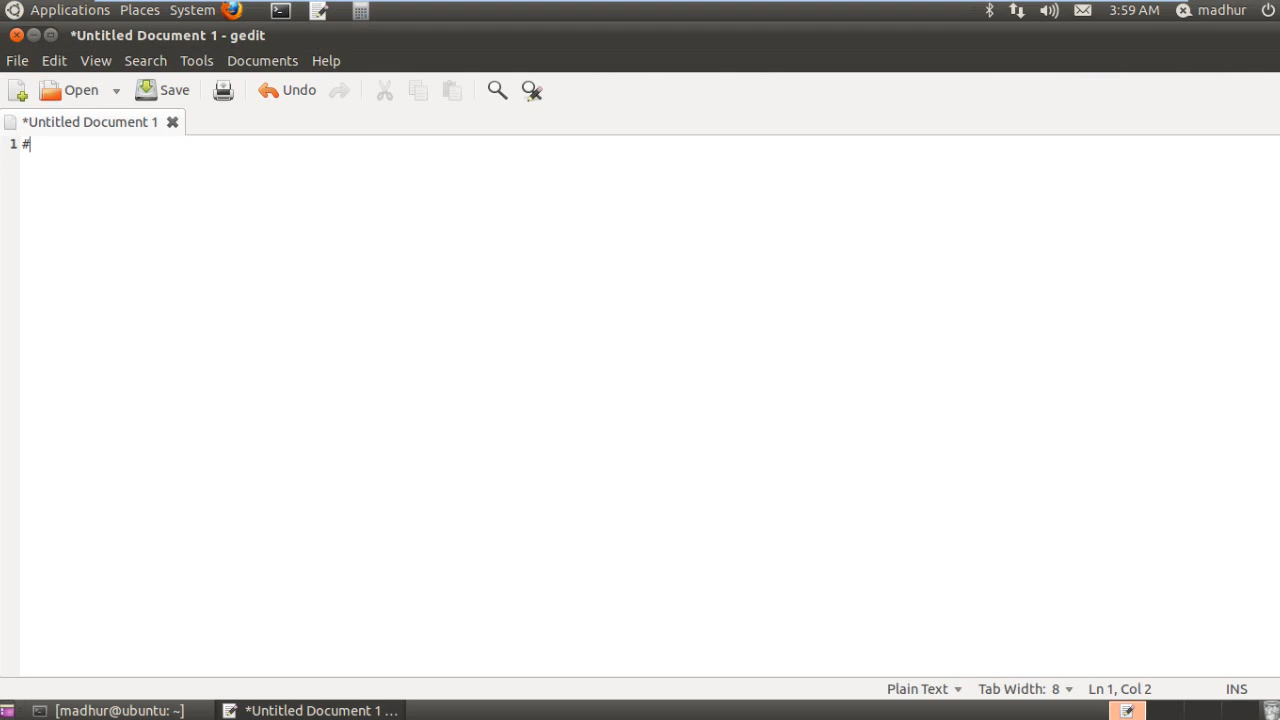 Applications Places System 3:59 AM madhur
*Untitled Document 1 - gedit
File Edit View Search Tools Documents Help
Open Save Undo
*Untitled Document 1
1 #
Plain Text Tab Width: 8 Ln 1, Col 2 INS
[madhur@ubuntu: ~] *Untitled Document 1 ...